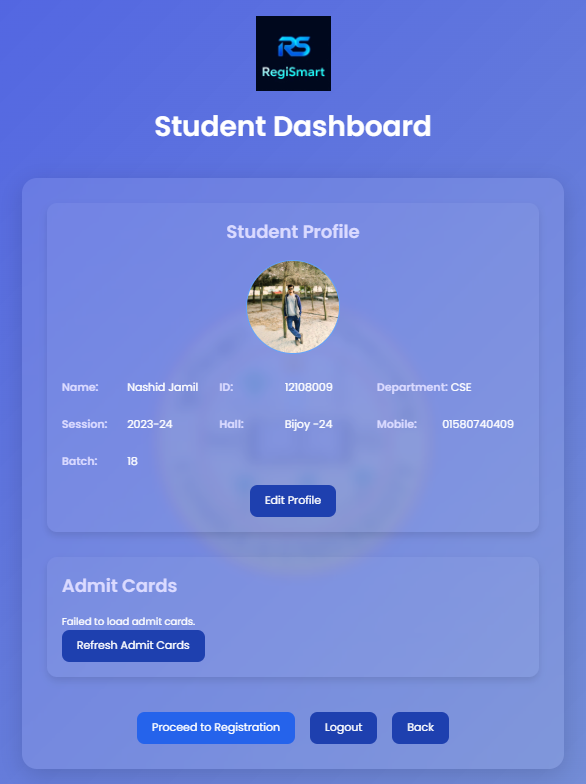 RS
RegiSmart
Student Dashboard
Student Profile
Name: Nashid Jamil ID: 12108009 Department: CSE
Session: 2023-24 Hall: Bijoy -24 Mobile: 01580740409
Batch: 18
Edit Profile
Admit Cards
Failed to load admit cards.
Refresh Admit Cards
Proceed to Registration Logout Back